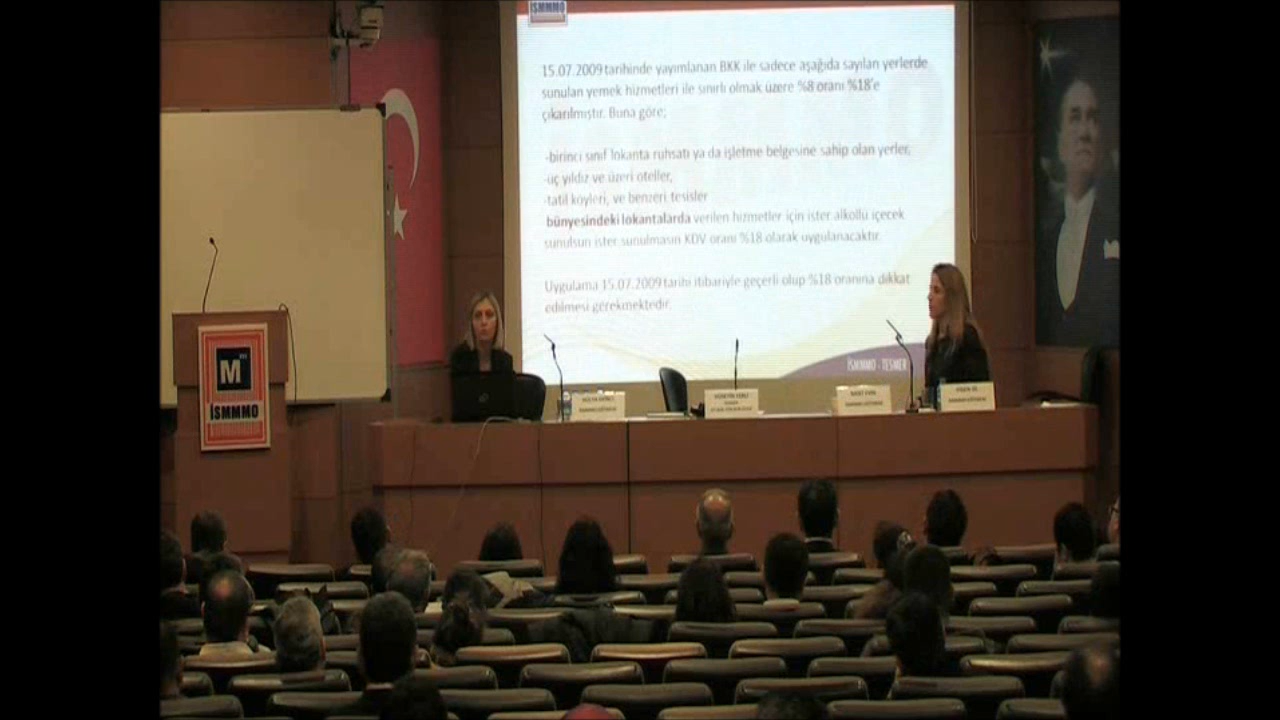 İSMMMO
15.07.2009 tarihinde yayımlanan BKK ile sadece aşağıda sayılan yerlerde
sunulan yemek hizmetleri ile sınırlı olmak üzere %8 oranı %18'e
çıkarılmıştır. Buna göre;
-birinci sınıf lokanta ruhsatı ya da işletme belgesine sahip olan yerler,
-üç yıldız ve üzeri oteller,
-tatil köyleri, ve benzeri tesisler
bünyesindeki lokantalarda verilen hizmetler için ister alkollü içecek
sunulsun ister sunulmasın KDV oranı %18 olarak uygulanacaktır.
Uygulama 15.07.2009 tarihi itibariyle geçerli olup %18 oranına dikkat
edilmesi gerekmektedir.
İSMMMO - TESMER
M
İSMMMO